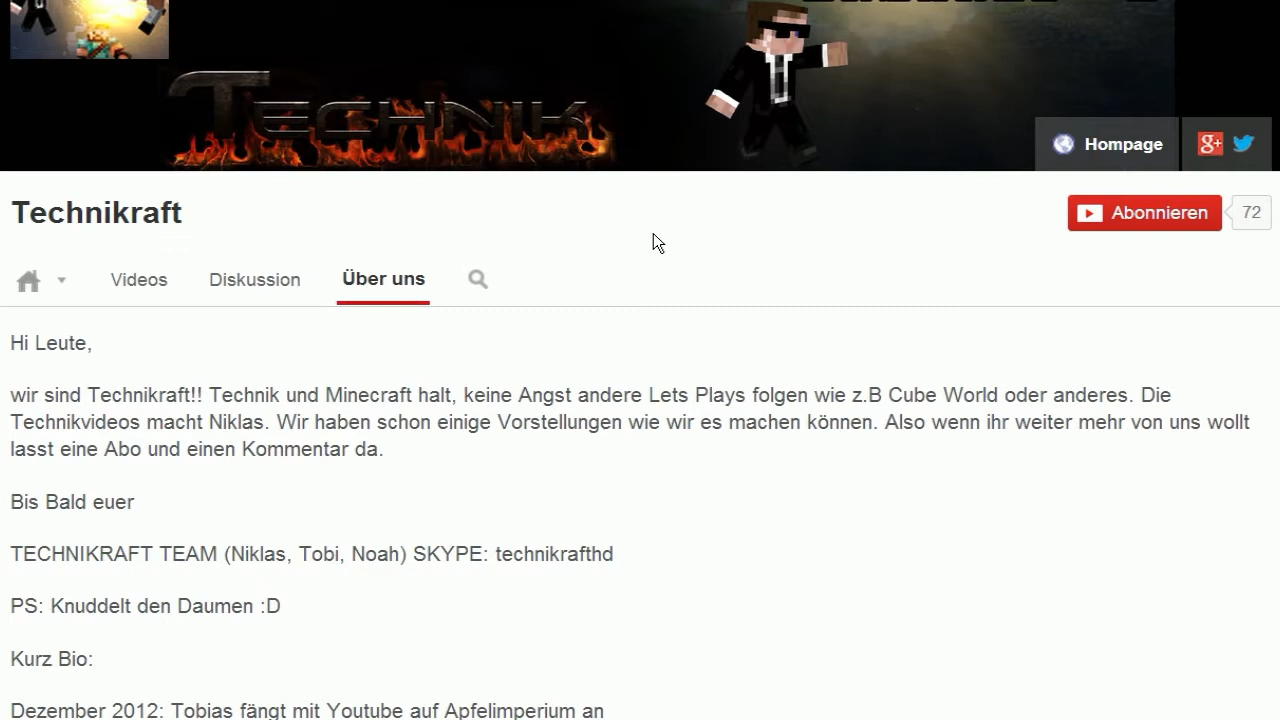 TECHNIK
Hompage
g+
Technikraft
Abonnieren
72
Videos
Diskussion
Über uns
Hi Leute,
wir sind Technikraft!! Technik und Minecraft halt, keine Angst andere Lets Plays folgen wie z.B Cube World oder anderes. Die
Technikvideos macht Niklas. Wir haben schon einige Vorstellungen wie wir es machen können. Also wenn ihr weiter mehr von uns wollt
lasst eine Abo und einen Kommentar da.
Bis Bald euer
TECHNIKRAFT TEAM (Niklas, Tobi, Noah) SKYPE: technikrafthd
PS: Knuddelt den Daumen :D
Kurz Bio:
Dezember 2012: Tobias fängt mit Youtube auf Apfelimperium an